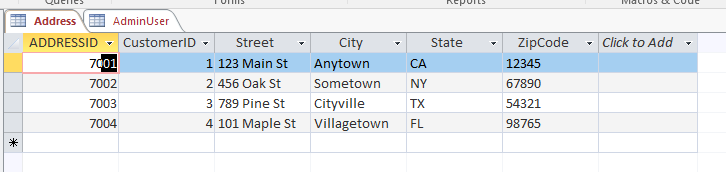 Queries Forms Reports Macros & Code
Address AdminUser
ADDRESSID CustomerID Street City State ZipCode Click to Add
7001 1 123 Main St Anytown CA 12345
7002 2 456 Oak St Sometown NY 67890
7003 3 789 Pine St Cityville TX 54321
7004 4 101 Maple St Villagetown FL 98765